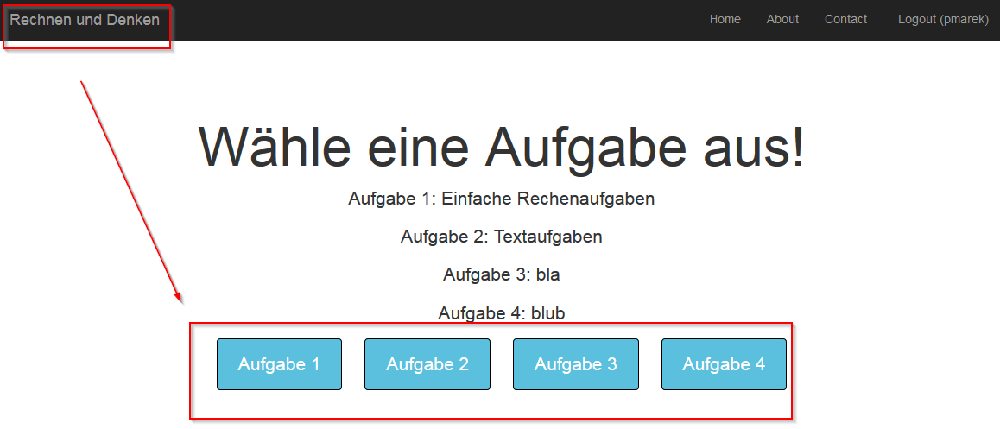 Rechnen und Denken Home About Contact Logout (pmarek)
Wähle eine Aufgabe aus!
Aufgabe 1: Einfache Rechenaufgaben
Aufgabe 2: Textaufgaben
Aufgabe 3: bla
Aufgabe 4: blub
Aufgabe 1 Aufgabe 2 Aufgabe 3 Aufgabe 4